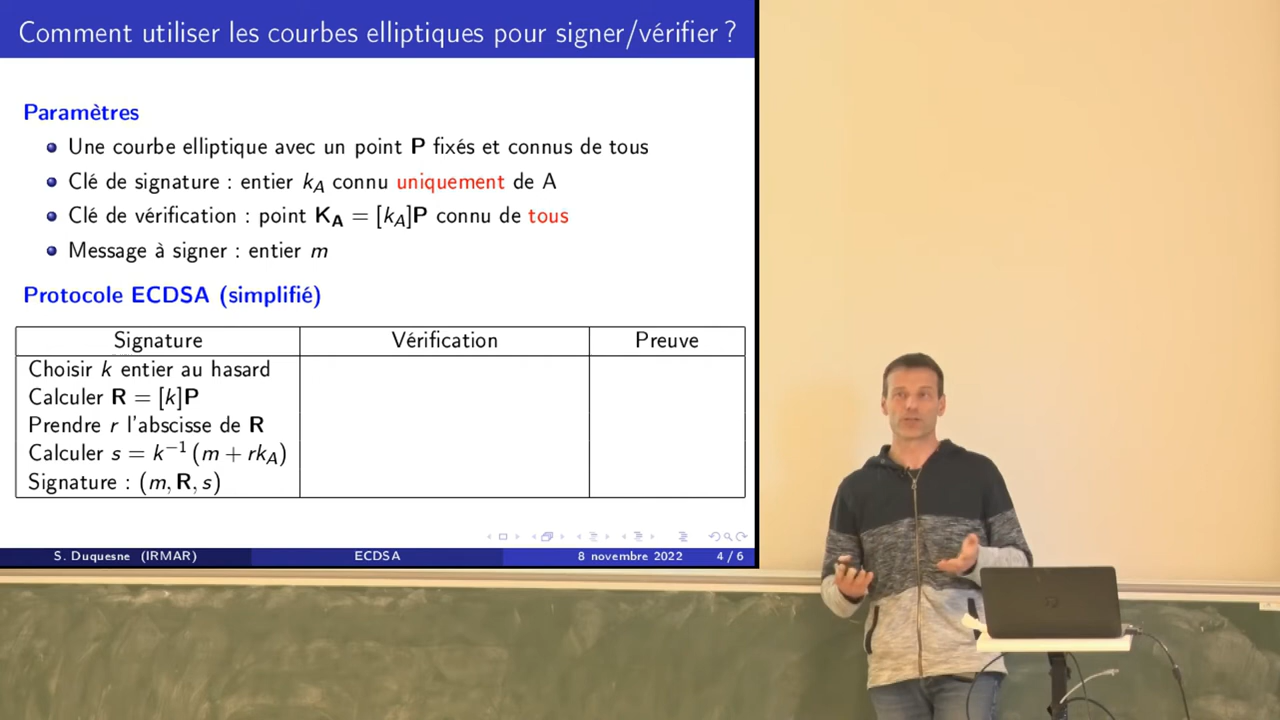 Comment utiliser les courbes elliptiques pour signer/vérifier ?
Paramètres
Une courbe elliptique avec un point P fixés et connus de tous
Clé de signature : entier k_A connu uniquement de A
Clé de vérification : point K_A = [k_A]P connu de tous
Message à signer : entier m
Protocole ECDSA (simplifié)
Signature Vérification Preuve
Choisir k entier au hasard
Calculer R = [k]P
Prendre r l'abscisse de R
Calculer s = k⁻¹(m + rk_A)
Signature : (m, R, s)
S. Duquesne (IRMAR) ECDSA 8 novembre 2022 4 / 6